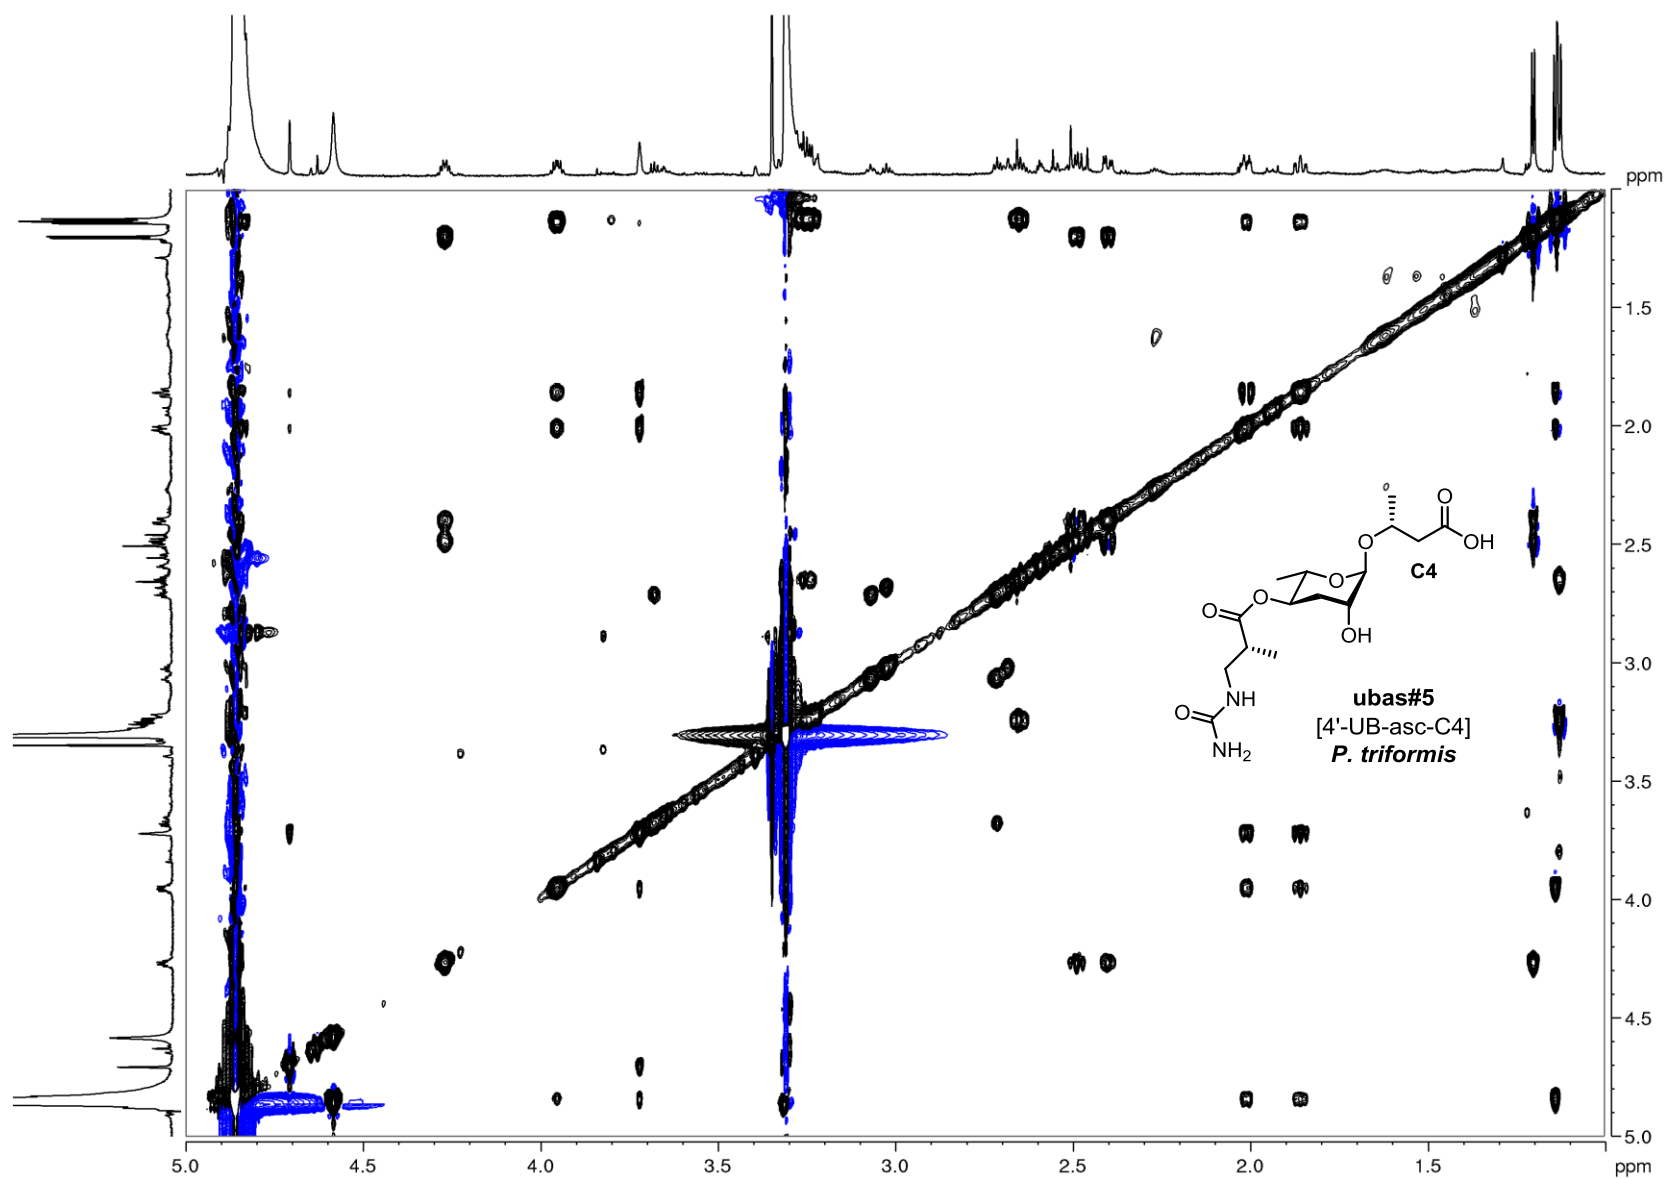 ppm
1.5
2.0
2.5
3.0
3.5
4.0
4.5
5.0
O
OH
O
C4
O
O
O
OH
NH
O
NH2
ubas#5
[4'-UB-asc-C4]
P. triformis
5.0 4.5 4.0 3.5 3.0 2.5 2.0 1.5 ppm